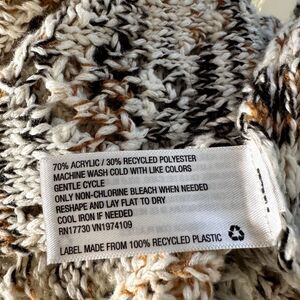 70% ACRYLIC / 30% RECYCLED POLYESTER
MACHINE WASH COLD WITH LIKE COLORS
GENTLE CYCLE
ONLY NON-CHLORINE BLEACH WHEN NEEDED
RESHAPE AND LAY FLAT TO DRY
COOL IRON IF NEEDED
RN17730 VN1974109
LABEL MADE FROM 100% RECYCLED PLASTIC